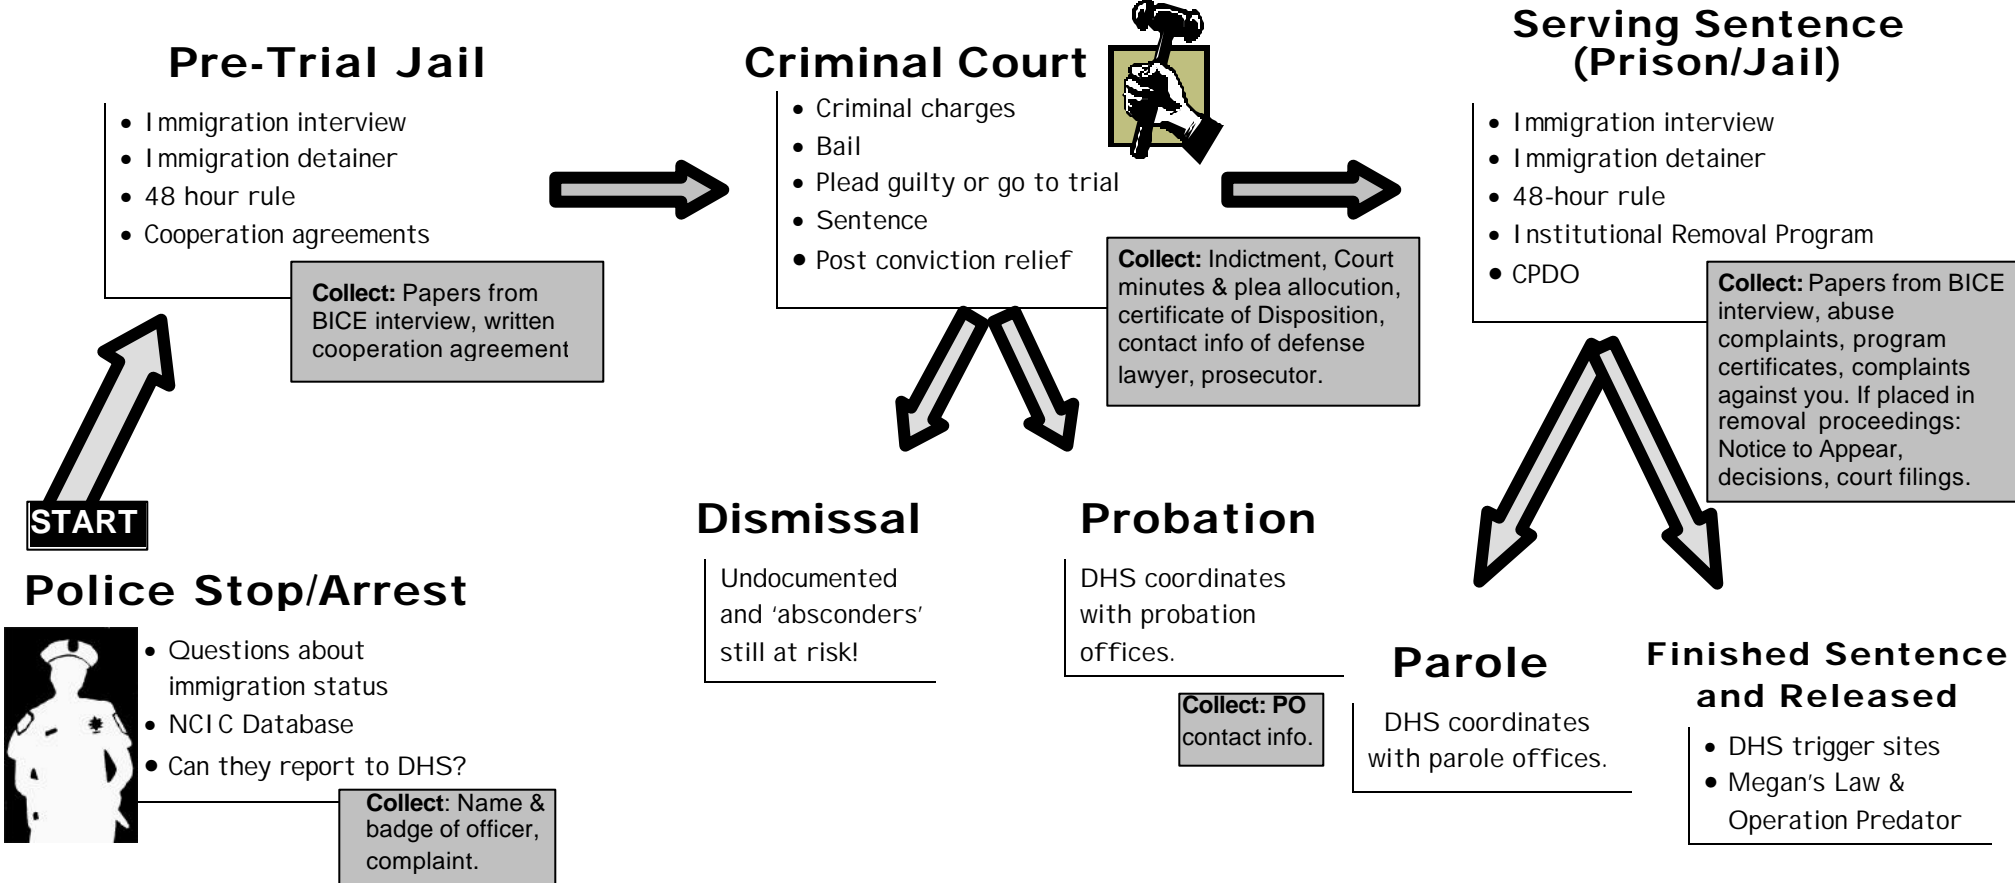 Pre-Trial Jail
• Immigration interview
• Immigration detainer
• 48 hour rule
• Cooperation agreements
Collect: Papers from
BICE interview, written
cooperation agreement
Criminal Court
• Criminal charges
• Bail
• Plead guilty or go to trial
• Sentence
• Post conviction relief
Collect: Indictment, Court
minutes & plea allocution,
certificate of Disposition,
contact info of defense
lawyer, prosecutor.
Serving Sentence
(Prison/Jail)
• Immigration interview
• Immigration detainer
• 48-hour rule
• Institutional Removal Program
• CPDO
Collect: Papers from BICE
interview, abuse
complaints, program
certificates, complaints
against you. If placed in
removal proceedings:
Notice to Appear,
decisions, court filings.
START
Police Stop/Arrest
• Questions about
immigration status
• NCIC Database
• Can they report to DHS?
Collect: Name &
badge of officer,
complaint.
Dismissal
Undocumented
and ‘absconders’
still at risk!
Probation
DHS coordinates
with probation
offices.
Collect: PO
contact info.
Parole
DHS coordinates
with parole offices.
Finished Sentence
and Released
• DHS trigger sites
• Megan’s Law &
Operation Predator